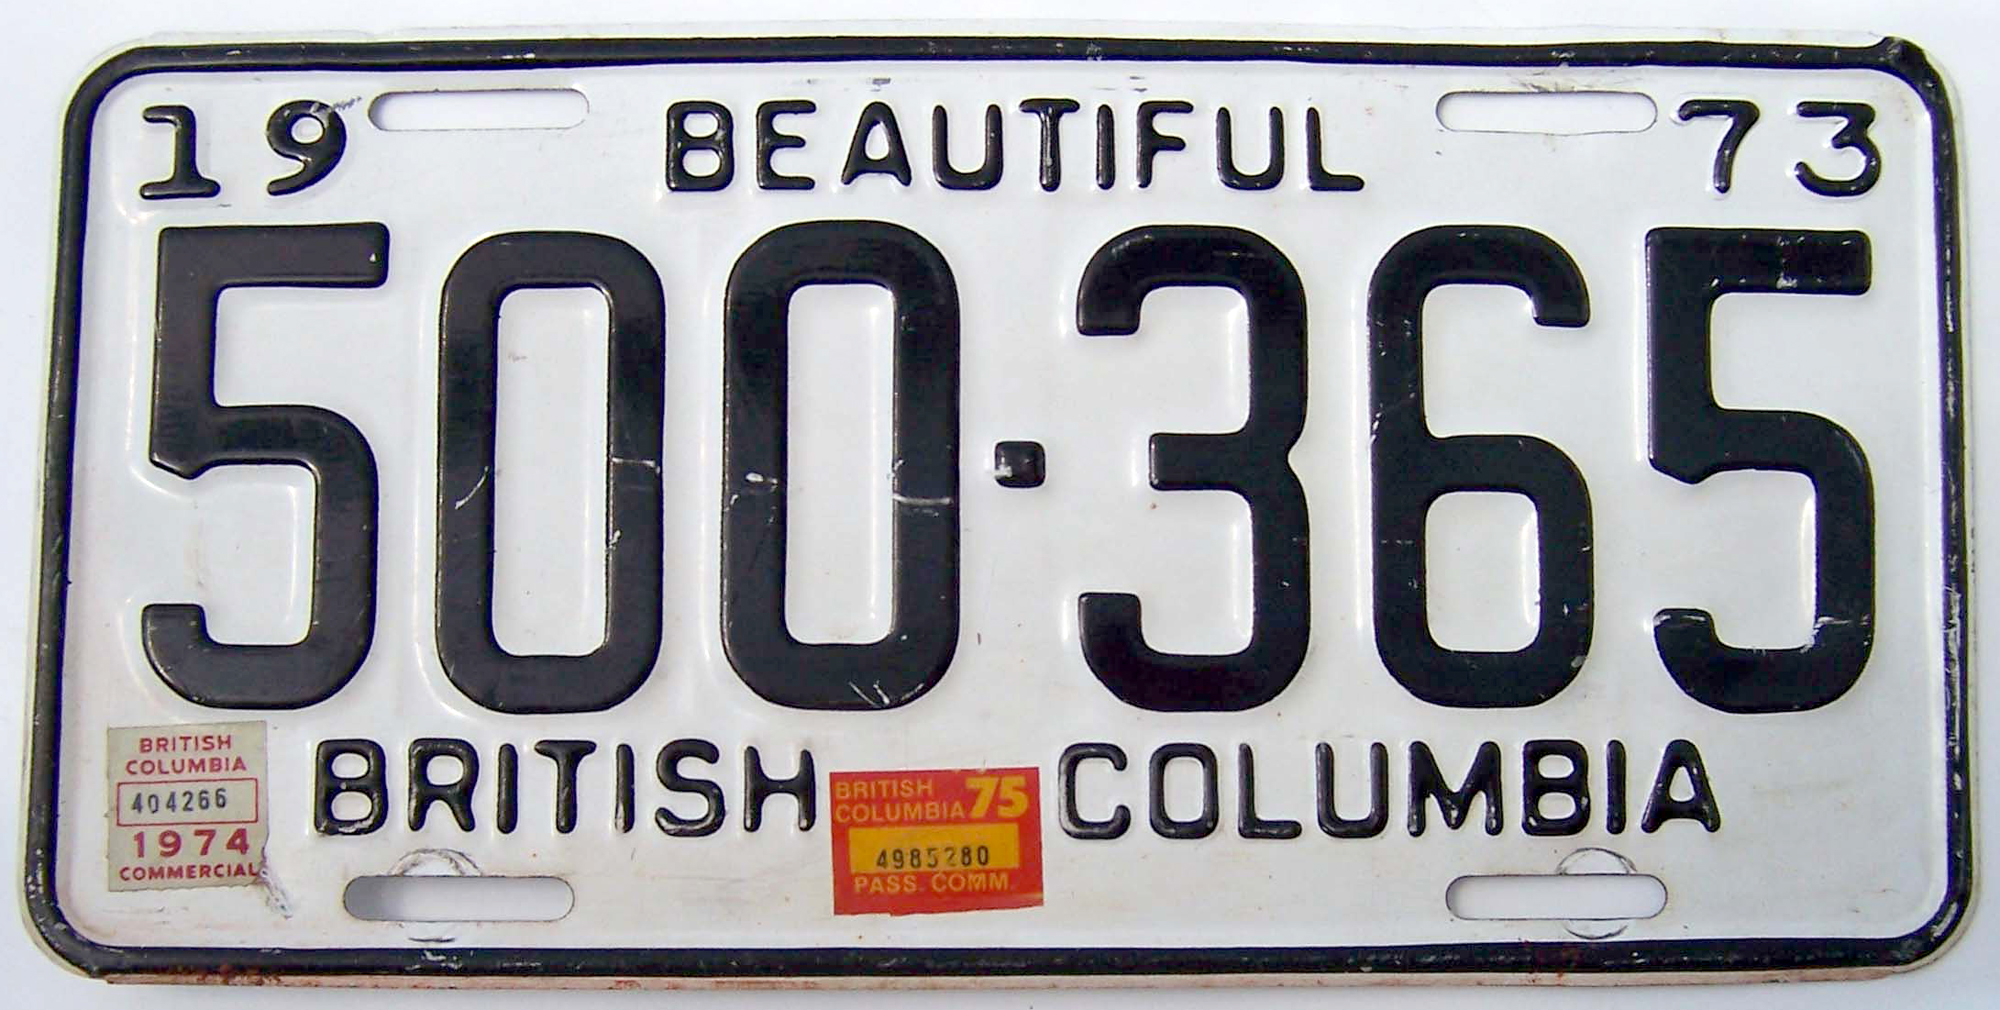 19 BEAUTIFUL 73
500·365
BRITISH COLUMBIA
BRITISH
COLUMBIA
404266
1974
COMMERCIAL
BRITISH
COLUMBIA 75
4985280
PASS. COMM.